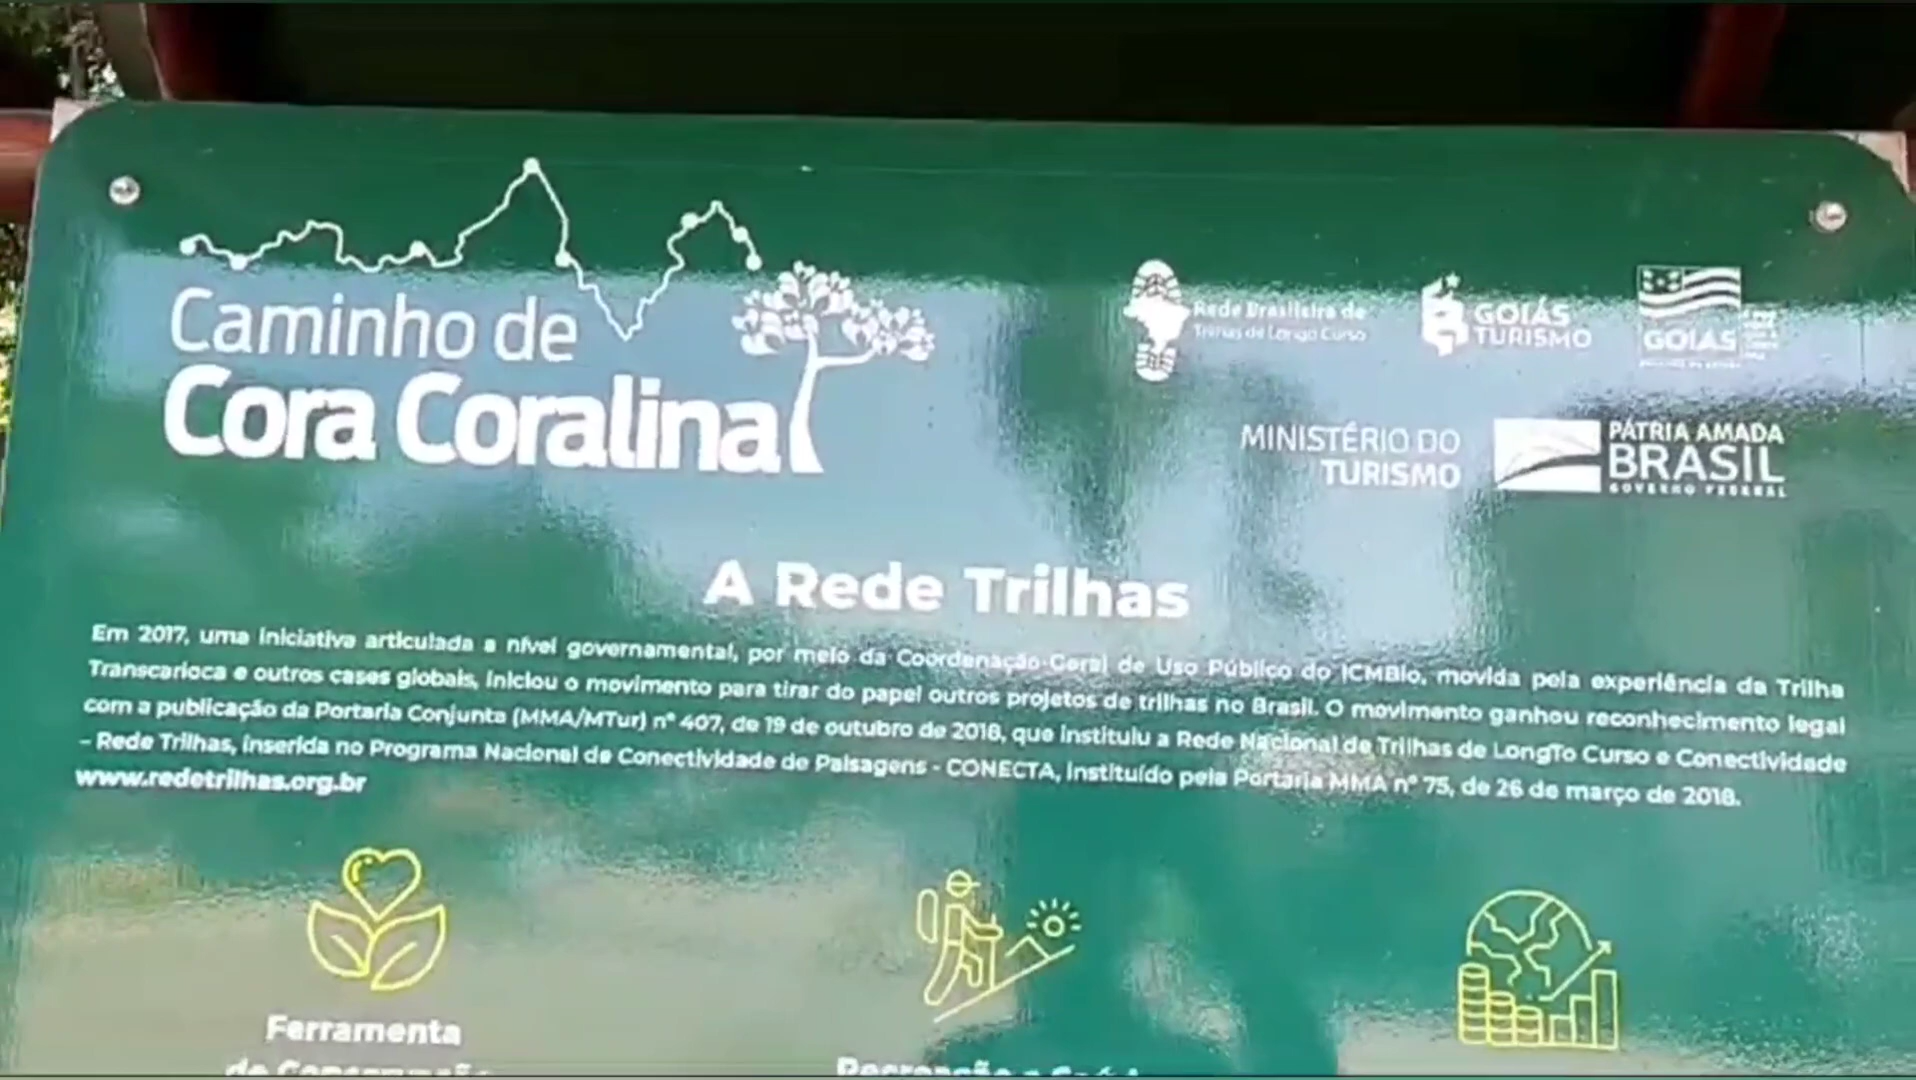 Caminho de
Cora Coralina
Rede Brasileira de
Trilhas de Longo Curso
GOIÁS
TURISMO
GOIÁS
MINISTÉRIO DO
TURISMO
PÁTRIA AMADA
BRASIL
GOVERNO FEDERAL
A Rede Trilhas
Em 2017, uma iniciativa articulada a nível governamental, por meio da Coordenação-Geral de Uso Público do ICMBio, movida pela experiência da Trilha
Transcarioca e outros cases globais, iniciou o movimento para tirar do papel outros projetos de trilhas no Brasil. O movimento ganhou reconhecimento legal
com a publicação da Portaria Conjunta (MMA/MTur) nº 407, de 19 de outubro de 2018, que instituiu a Rede Nacional de Trilhas de LongTo Curso e Conectividade
– Rede Trilhas, inserida no Programa Nacional de Conectividade de Paisagens - CONECTA, instituído pela Portaria MMA nº 75, de 26 de março de 2018.
www.redetrilhas.org.br
Ferramenta
de Conservação
Recreação e Saúde